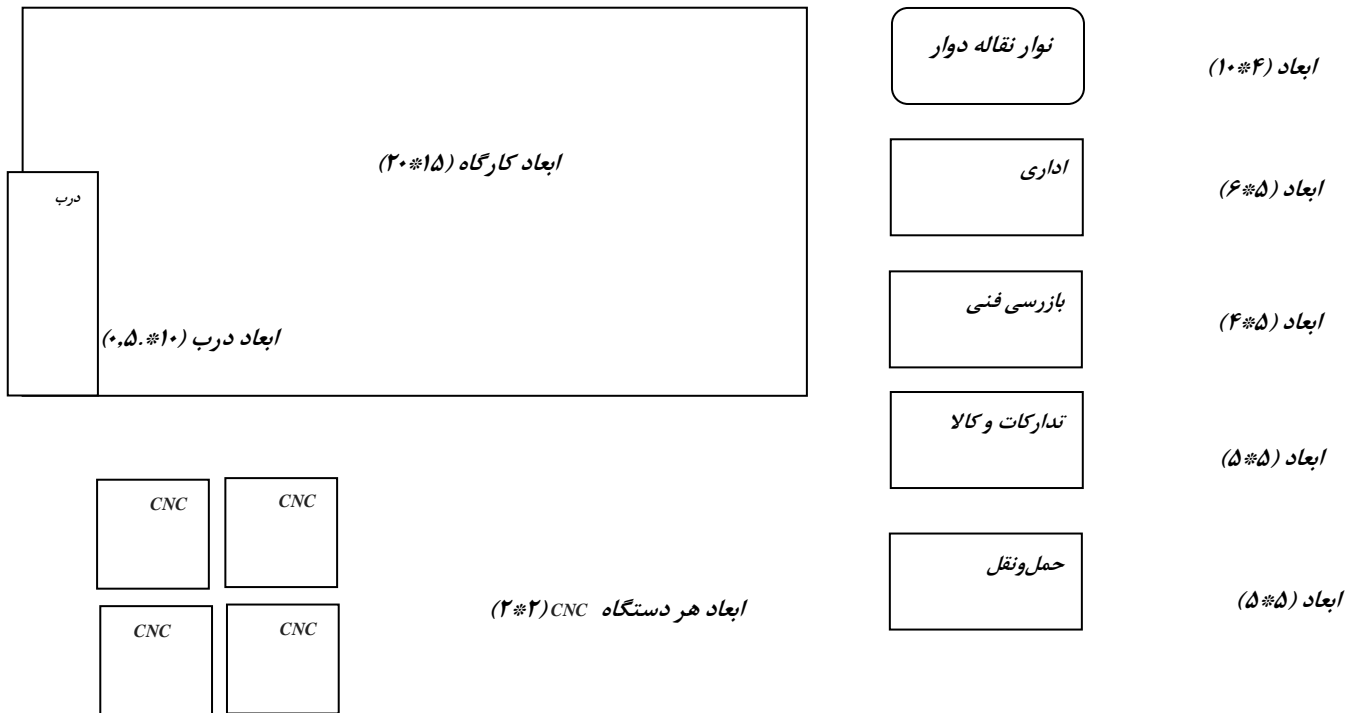 نوار نقاله دوار
ابعاد (۴*۱۰)
ابعاد کارگاه (۱۵*۲۰)
اداری
ابعاد (۵*۶)
درب
بازرسی فنی
ابعاد (۵*۴)
ابعاد درب (۱۰*.۰,۵)
تدارکات و کالا
ابعاد (۵*۵)
CNC
CNC
حمل‌ونقل
ابعاد هر دستگاه CNC (۲*۲)
ابعاد (۵*۵)
CNC
CNC